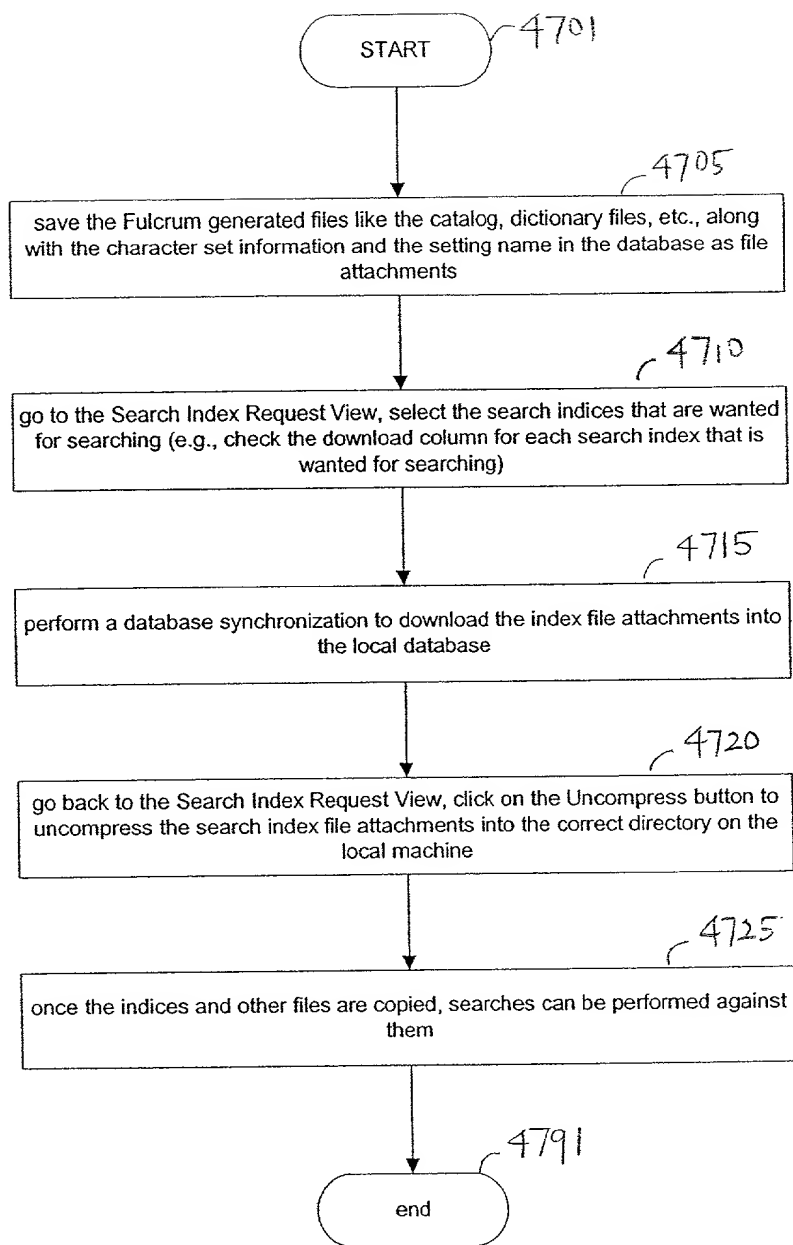 START
4701
4705
save the Fulcrum generated files like the catalog, dictionary files, etc., along
with the character set information and the setting name in the database as file
attachments
4710
go to the Search Index Request View, select the search indices that are wanted
for searching (e.g., check the download column for each search index that is
wanted for searching)
4715
perform a database synchronization to download the index file attachments into
the local database
4720
go back to the Search Index Request View, click on the Uncompress button to
uncompress the search index file attachments into the correct directory on the
local machine
4725
once the indices and other files are copied, searches can be performed against
them
4791
end